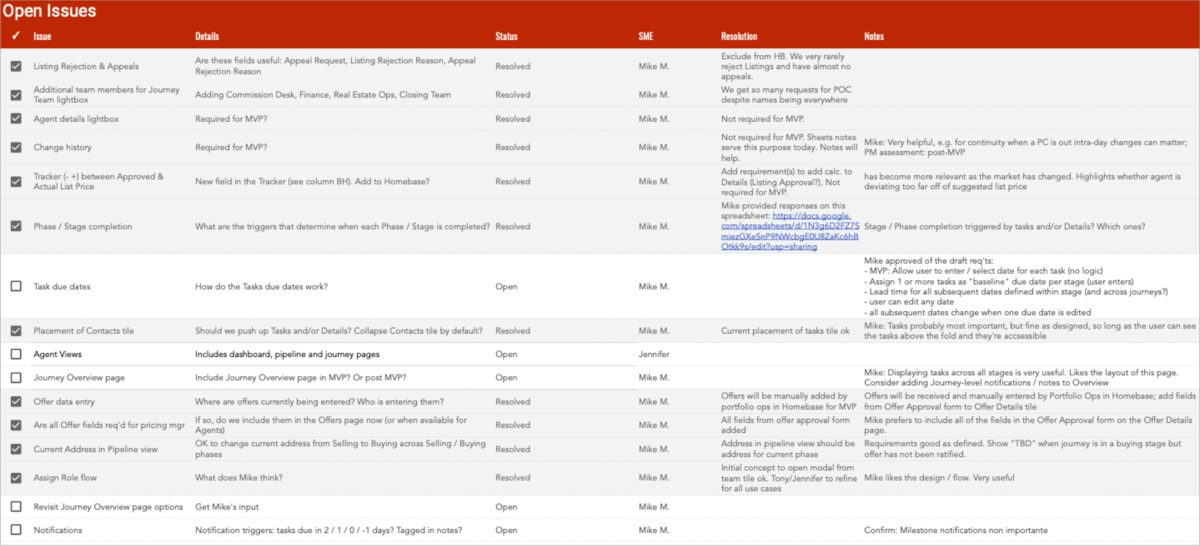 Open Issues
✓ Issue Details Status SME Resolution Notes
Listing Rejection & Appeals
Are these fields useful: Appeal Request, Listing Rejection Reason, Appeal
Rejection Reason
Resolved
Mike M.
Exclude from HB. We very rarely
reject Listings and have almost no
appeals.
Additional team members for Journey
Team lightbox
Adding Commission Desk, Finance, Real Estate Ops, Closing Team
Resolved
Mike M.
We get so many requests for POC
despite names being everywhere
Agent details lightbox
Required for MVP?
Resolved
Mike M.
Not required for MVP.
Change history
Required for MVP?
Resolved
Mike M.
Not required for MVP. Sheets notes
serve this purpose today. Notes will
help.
Mike: Very helpful, e.g. for continuity when a PC is out intra-day changes can matter;
PM assessment: post-MVP
Tracker (- +) between Approved &
Actual List Price
New field in the Tracker (see column BH). Add to Homebase?
Resolved
Mike M.
Add requirement(s) to add calc. to
Details (Listing Approval?). Not
required for MVP.
has become more relevant as the market has changed. Highlights whether agent is
deviating too far off of suggested list price
Phase / Stage completion
What are the triggers that determine when each Phase / Stage is completed?
Resolved
Mike M.
Mike provided responses on this
spreadsheet: https://docs.google.
com/spreadsheets/d/1N3g6D2FZ7S
miezGXeSnP9NWcbgE0U8ZaKc6hB
Otkk9s/edit?usp=sharing
Stage / Phase completion triggered by tasks and/or Details? Which ones?
Task due dates
How do the Tasks due dates work?
Open
Mike M.
Mike approved of the draft req'ts:
- MVP: Allow user to enter / select date for each task (no logic)
- Assign 1 or more tasks as "baseline" due date per stage (user enters)
- Lead time for all subsequent dates defined within stage (and across journeys?)
- user can edit any date
- all subsequent dates change when one due date is edited
Placement of Contacts tile
Should we push up Tasks and/or Details? Collapse Contacts tile by default?
Resolved
Mike M.
Current placement of tasks tile ok
Mike: Tasks probably most important, but fine as designed, so long as the user can see
the tasks above the fold and they're accsessible
Agent Views
Includes dashboard, pipeline and journey pages
Open
Jennifer
Journey Overview page
Include Journey Overview page in MVP? Or post MVP?
Open
Mike M.
Mike: Displaying tasks across all stages is very useful. Likes the layout of this page.
Consider adding Journey-level notifications / notes to Overview
Offer data entry
Where are offers currently being entered? Who is entering them?
Resolved
Mike M.
Offers will be manually added by
portfolio ops in Homebase for MVP
Offers will be received and manually entered by Portfolio Ops in Homebase; add fields
from Offer Approval form to Offer Details tile
Are all Offer fields req'd for pricing mgr
If so, do we include them in the Offers page now (or when available for
Agents)
Resolved
Mike M.
All fields from offer approval form
added
Mike prefers to include all of the fields in the Offer Approval form on the Offer Details
page.
Current Address in Pipeline view
OK to change current address from Selling to Buying across Selling / Buying
phases
Resolved
Mike M.
Address in pipeline view should be
address for current phase
Requirements good as defined. Show "TBD" when journey is in a buying stage but
offer has not been ratified.
Assign Role flow
What does Mike think?
Resolved
Mike M.
Initial concept to open modal from
team tile ok. Tony/Jennifer to refine
for all use cases
Mike likes the design / flow. Very useful
Revisit Journey Overview page options
Get Mike's input
Open
Mike M.
Notifications
Notification triggers: tasks due in 2 / 1 / 0 / -1 days? Tagged in notes?
Open
Mike M.
Confirm: Milestone notifications non importante